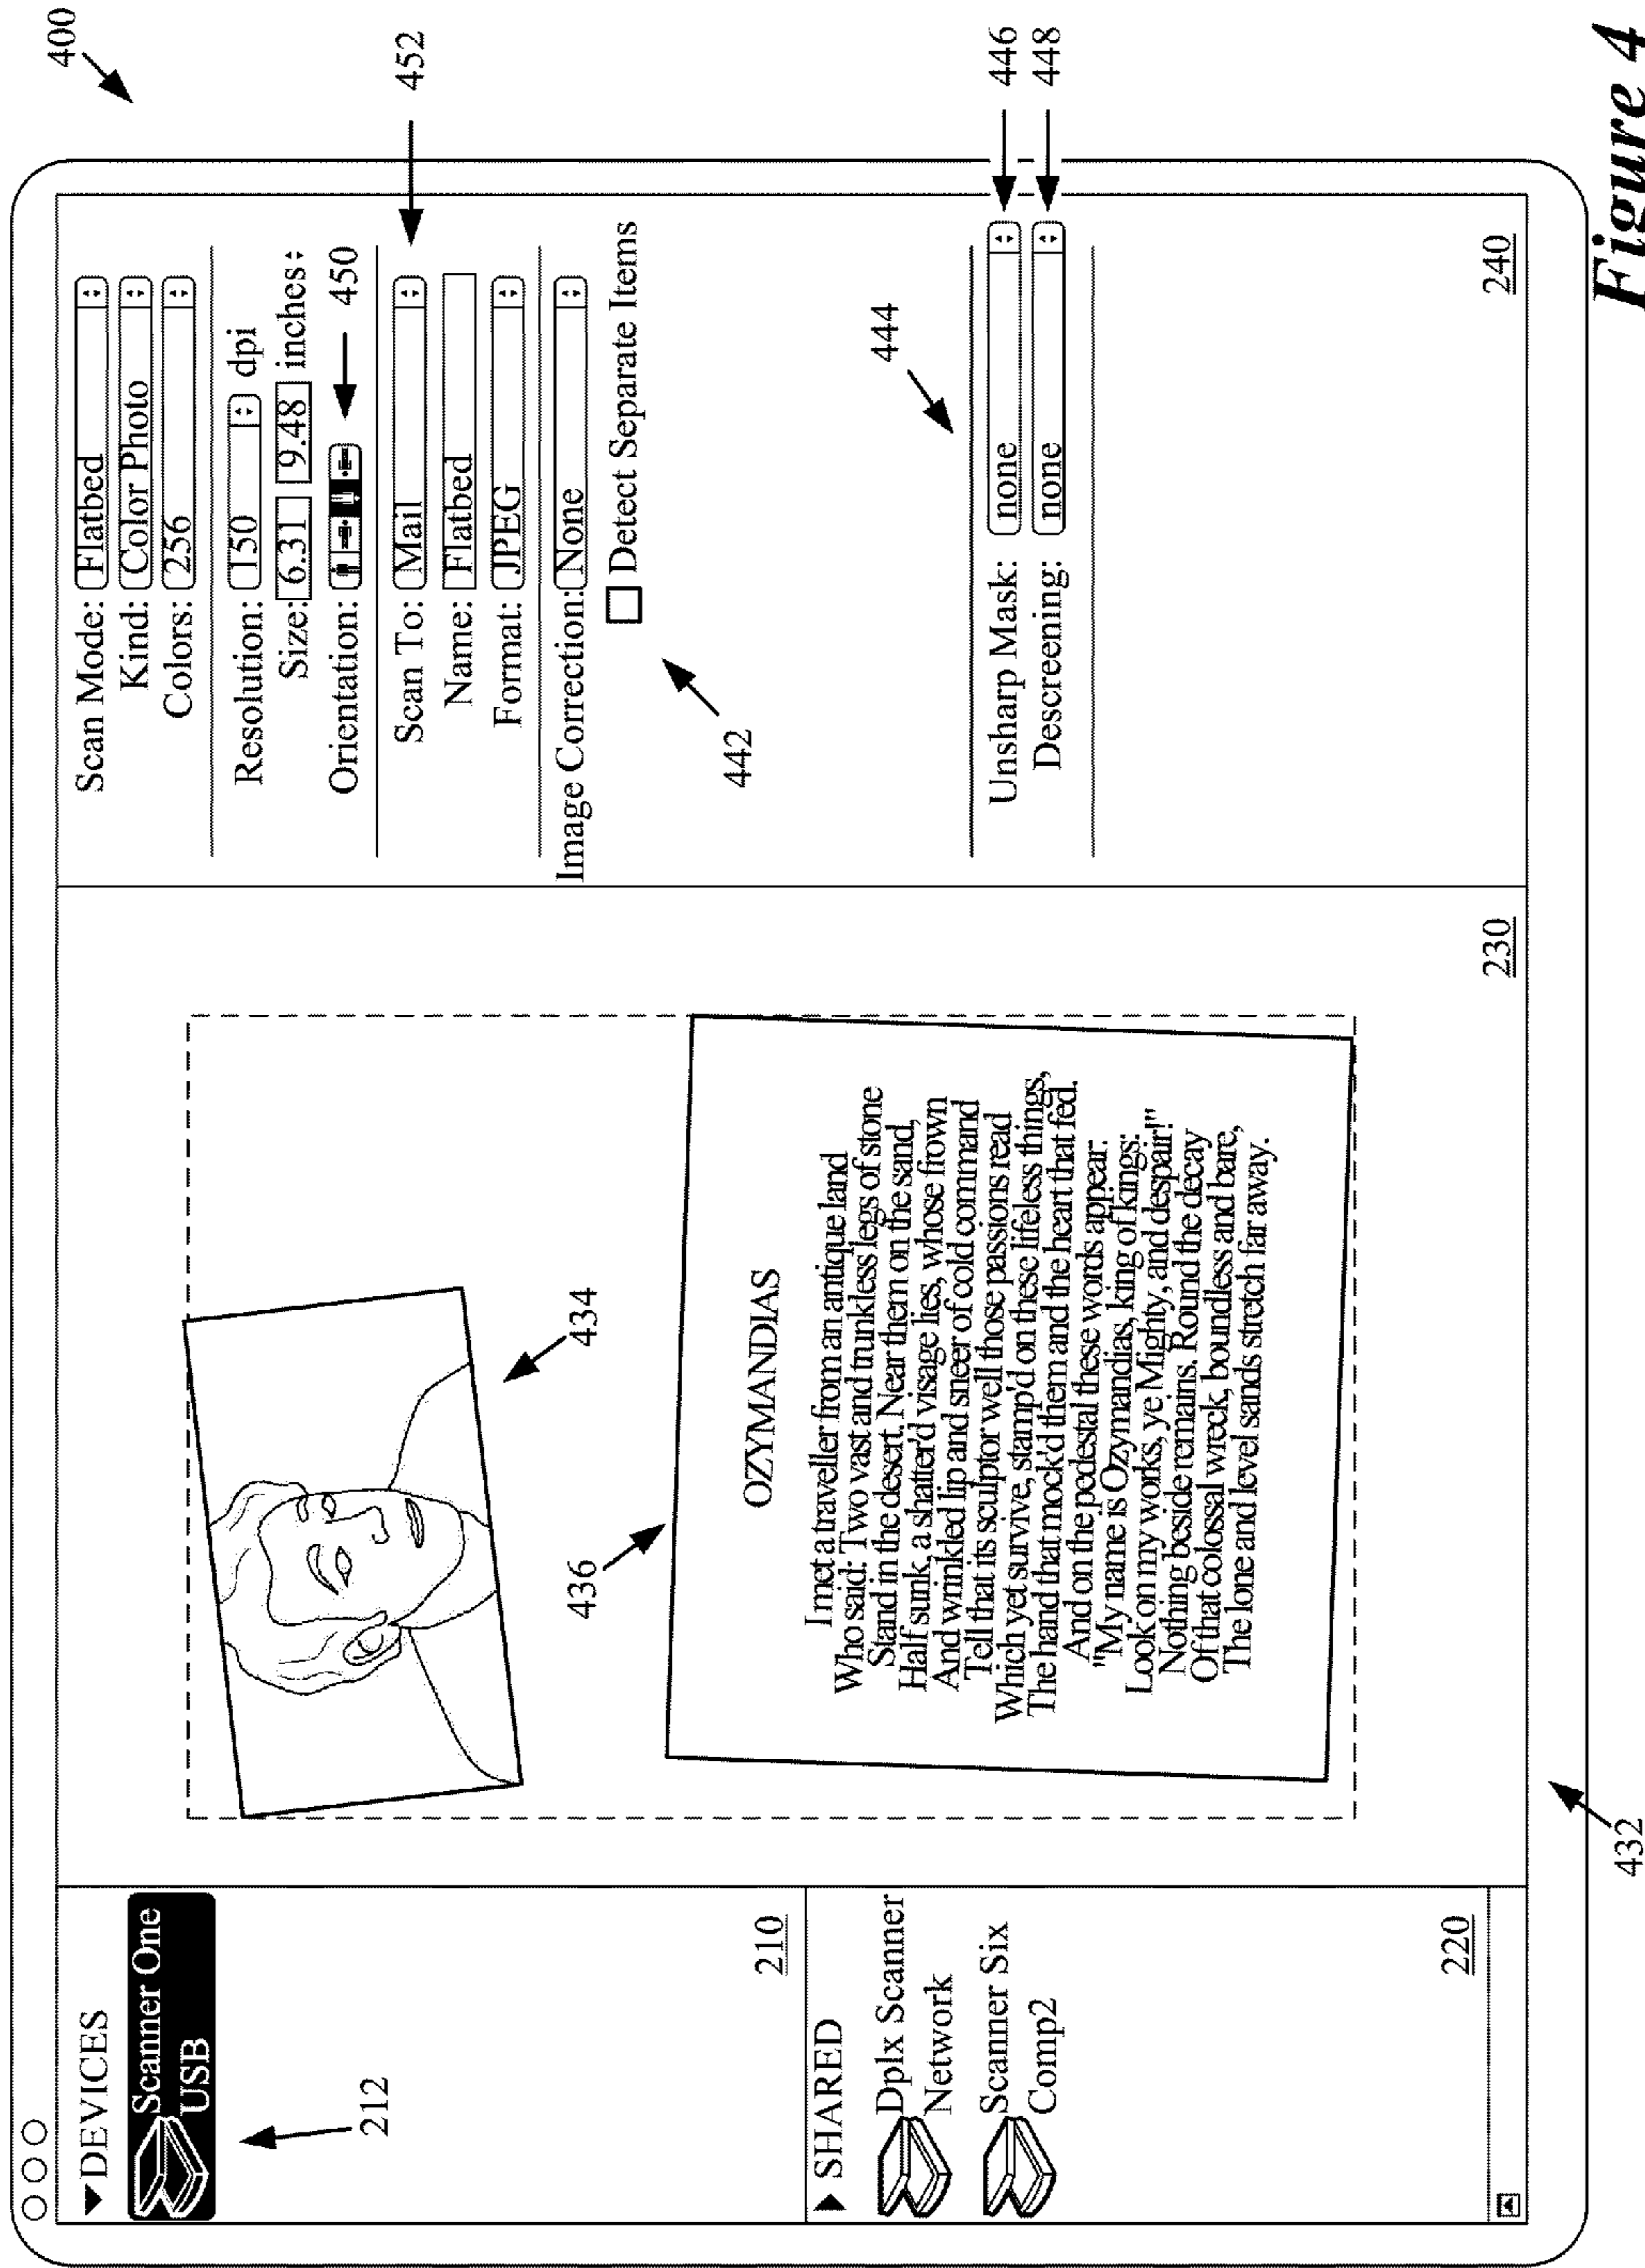 400
▼DEVICES
Scanner One
USB
212
210
▶ SHARED
Dplx Scanner
Network
Scanner Six
Comp2
220
434
436
OZYMANDIAS
I met a traveller from an antique land
Who said: Two vast and trunkless legs of stone
Stand in the desert. Near them on the sand,
Half sunk, a shatter'd visage lies, whose frown
And wrinkled lip and sneer of cold command
Tell that its sculptor well those passions read
Which yet survive, stamp'd on these lifeless things,
The hand that mock'd them and the heart that fed.
And on the pedestal these words appear:
"My name is Ozymandias, king of kings:
Look on my works, ye Mighty, and despair!"
Nothing beside remains. Round the decay
Of that colossal wreck, boundless and bare,
The lone and level sands stretch far away.
230
432
Scan Mode: Flatbed
Kind: Color Photo
Colors: 256
Resolution: 150 dpi
Size: 6.31 9.48 inches
Orientation: 450
Scan To: Mail 452
Name: Flatbed
Format: JPEG
Image Correction: None
Detect Separate Items
442
444
Unsharp Mask: none 446
Descreening: none 448
240
Figure 4